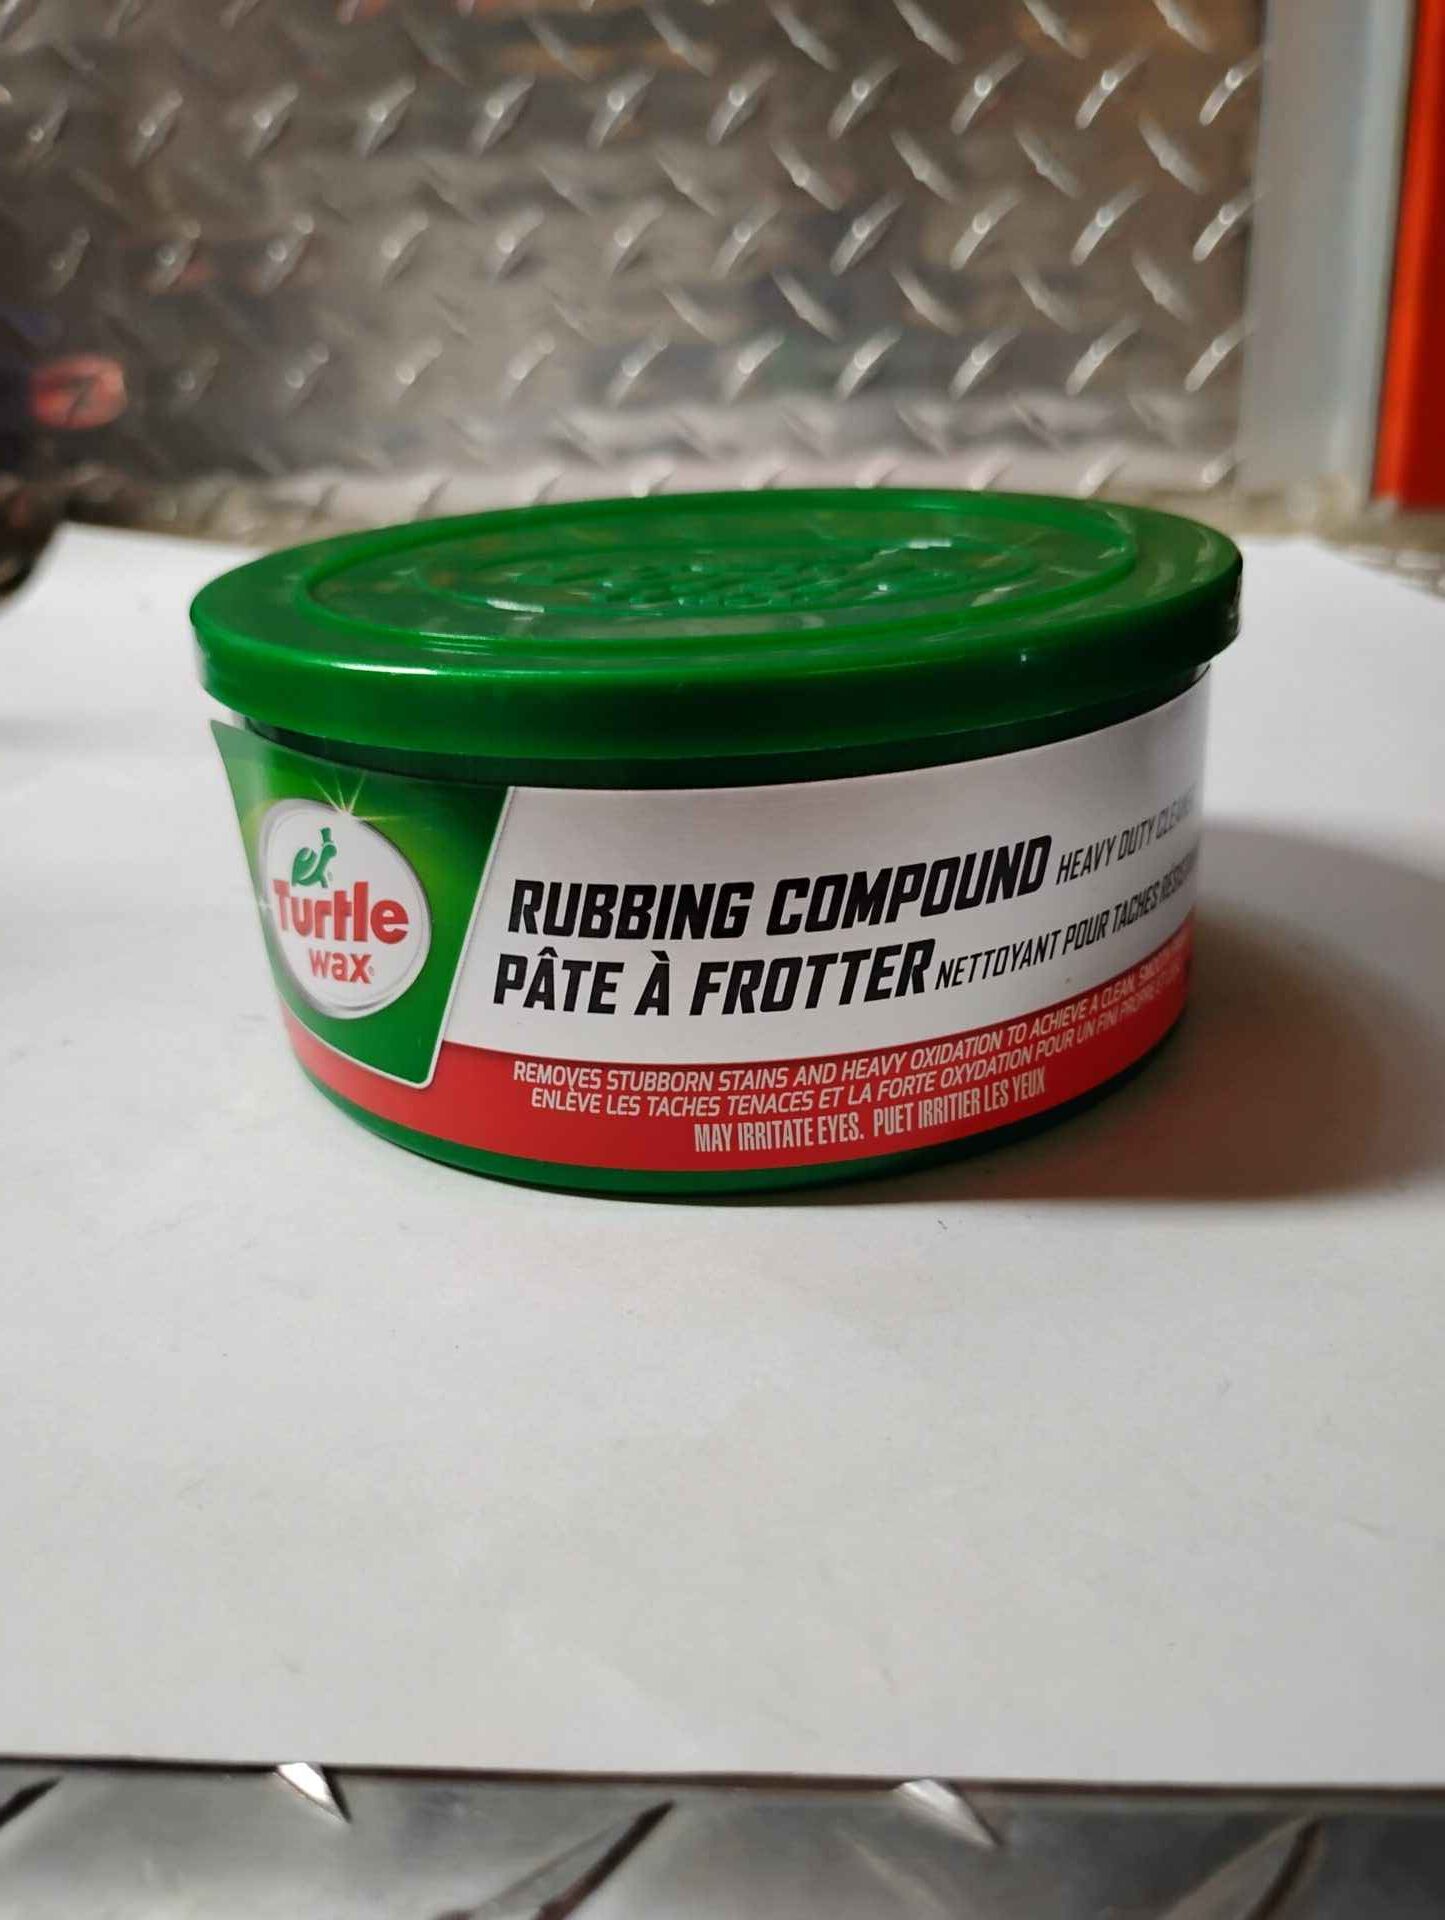 Turtle
wax
RUBBING COMPOUND HEAVY DUTY
PÂTE À FROTTER NETTOYANT POUR TACHES
REMOVES STUBBORN STAINS AND HEAVY OXIDATION TO ACHIEVE A CLEAN,
ENLÈVE LES TACHES TENACES ET LA FORTE OXYDATION POUR UN FINI PROPRE
MAY IRRITATE EYES. PUET IRRITIER LES YEUX